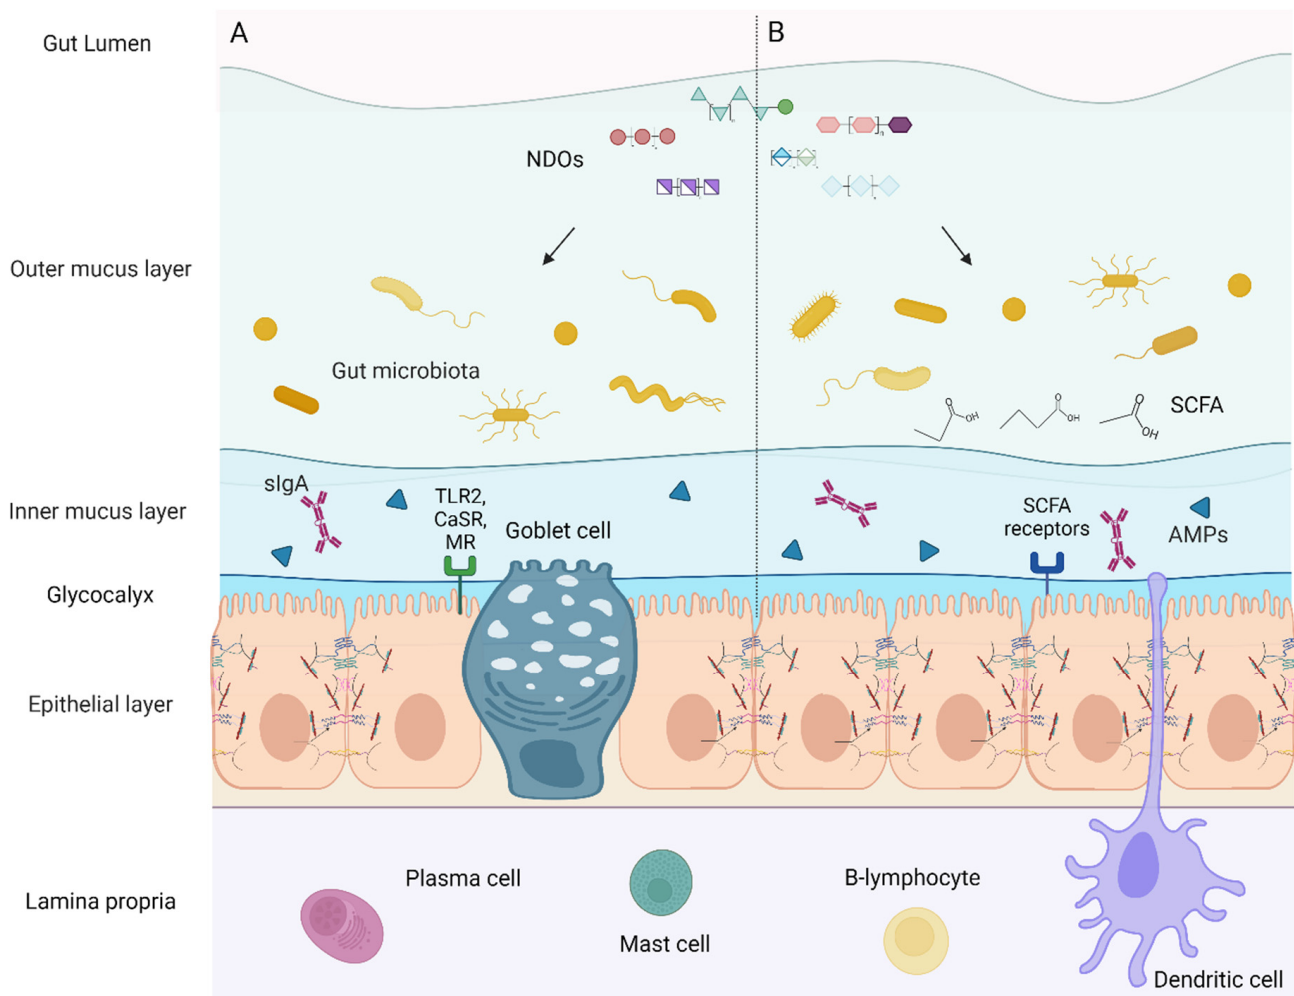 A
B
Gut Lumen
NDOs
Outer mucus layer
Gut microbiota
O
OH
O
OH
O
OH
SCFA
sIgA
TLR2,
CaSR,
MR
Goblet cell
SCFA
receptors
AMPs
Inner mucus layer
Glycocalyx
Epithelial layer
Plasma cell
B-lymphocyte
Lamina propria
Mast cell
Dendritic cell